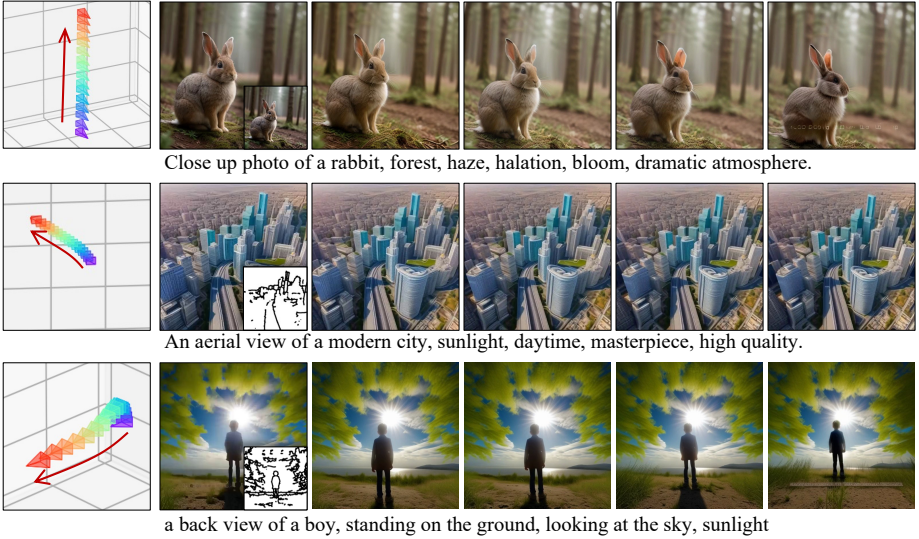 Close up photo of a rabbit, forest, haze, halation, bloom, dramatic atmosphere.
An aerial view of a modern city, sunlight, daytime, masterpiece, high quality.
a back view of a boy, standing on the ground, looking at the sky, sunlight